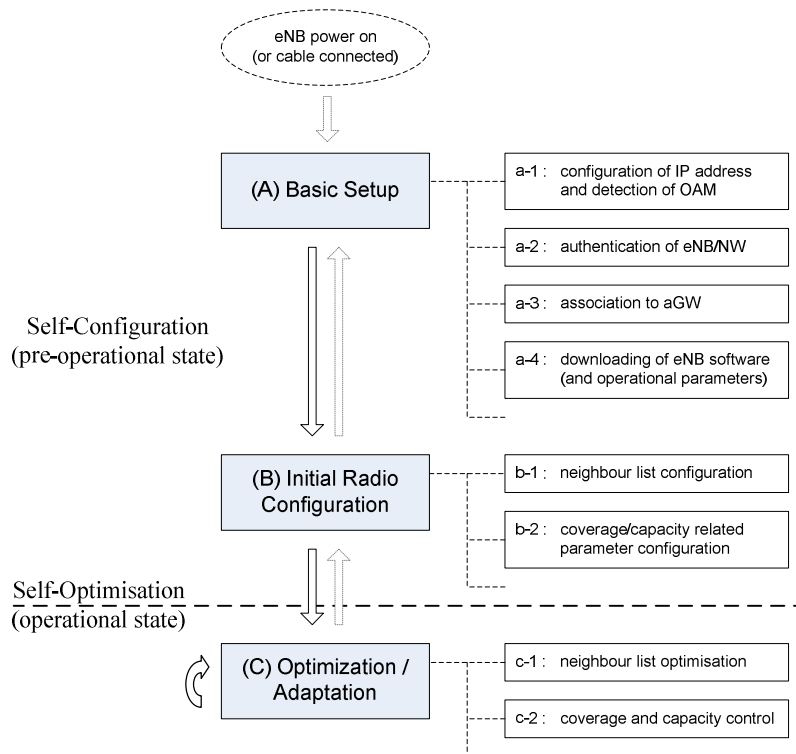 eNB power on
(or cable connected)
(A) Basic Setup
a-1 : configuration of IP address
and detection of OAM
a-2 : authentication of eNB/NW
a-3 : association to aGW
a-4 : downloading of eNB software
(and operational parameters)
Self-Configuration
(pre-operational state)
(B) Initial Radio
Configuration
b-1 : neighbour list configuration
b-2 : coverage/capacity related
parameter configuration
Self-Optimisation
(operational state)
(C) Optimization /
Adaptation
c-1 : neighbour list optimisation
c-2 : coverage and capacity control